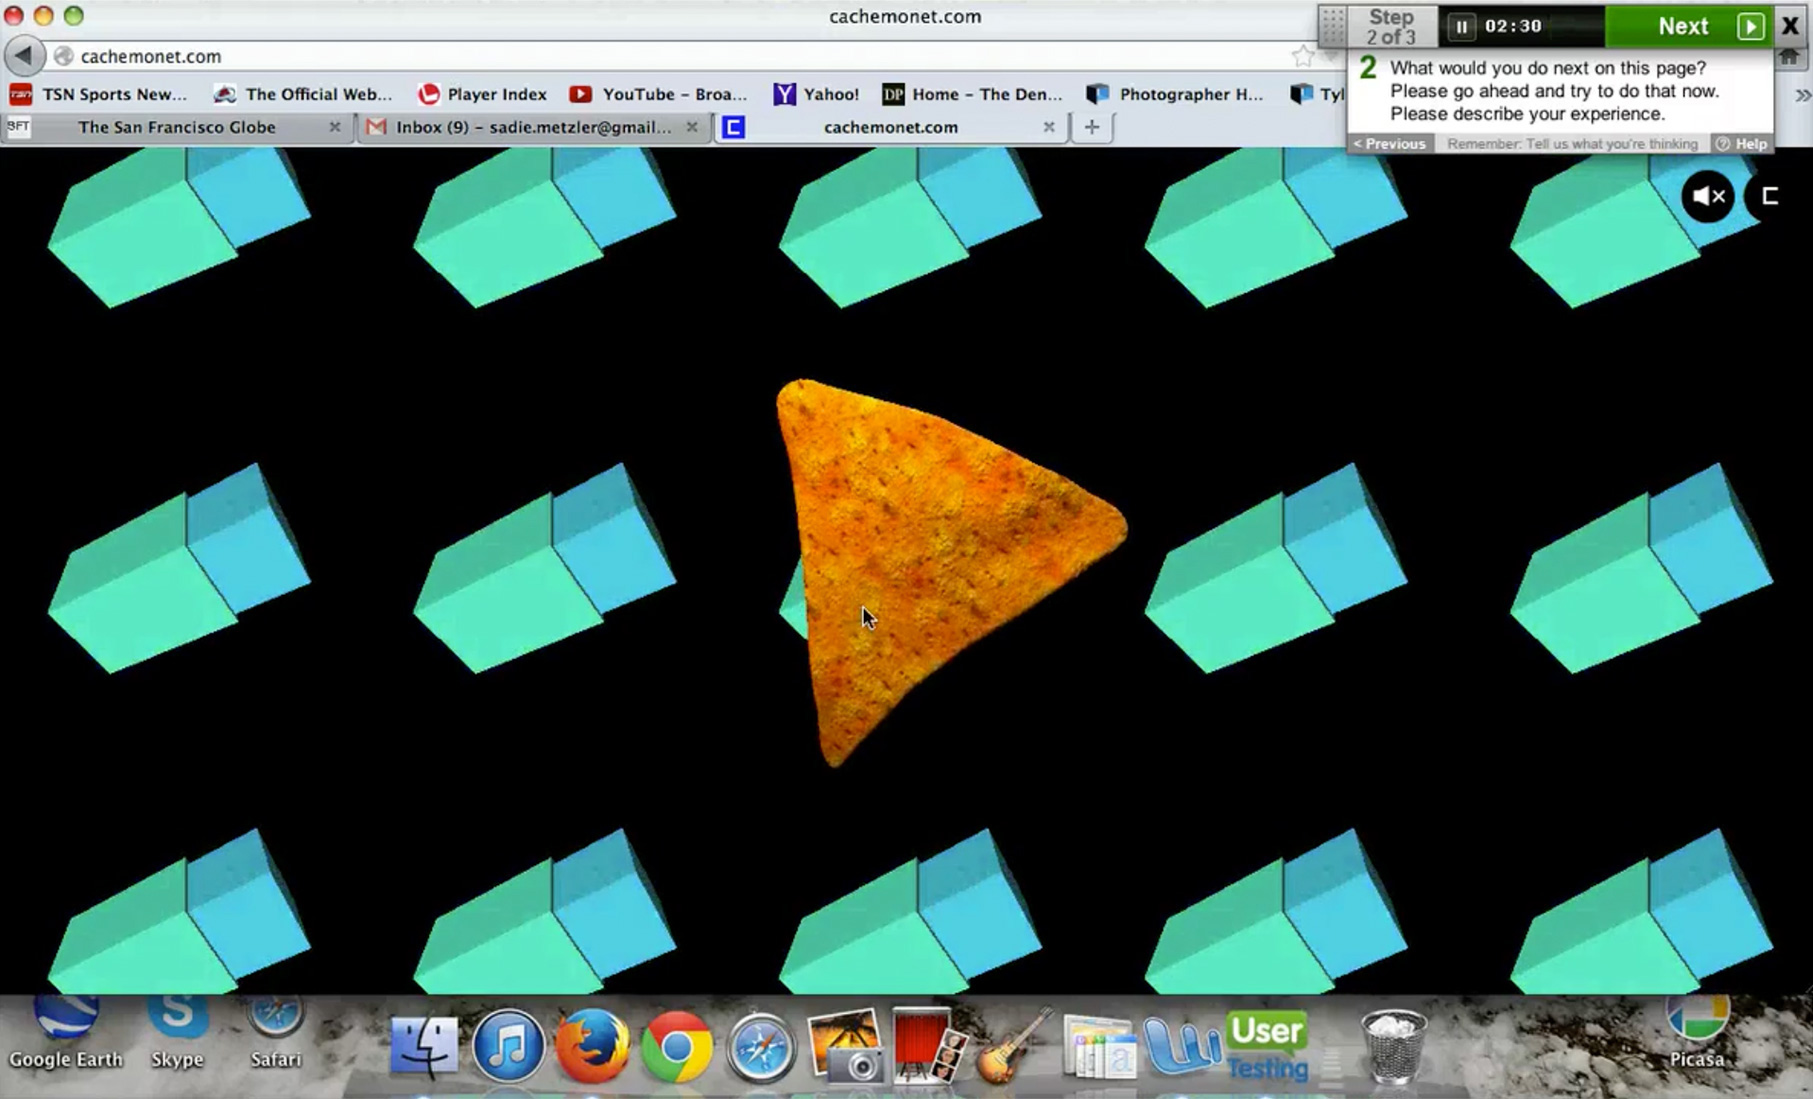 cachemonet.com
Step
2 of 3
02:30
Next
X
cachemonet.com
2 What would you do next on this page?
Please go ahead and try to do that now.
Please describe your experience.
TSN TSN Sports New...
The Official Web...
Player Index
YouTube – Broa...
Yahoo!
DP Home – The Den...
Photographer H...
Tyl
SFT The San Francisco Globe
Inbox (9) – sadie.metzler@gmail...
C cachemonet.com
< Previous
Remember: Tell us what you're thinking
? Help
Google Earth
Skype
Safari
User
Testing
Picasa